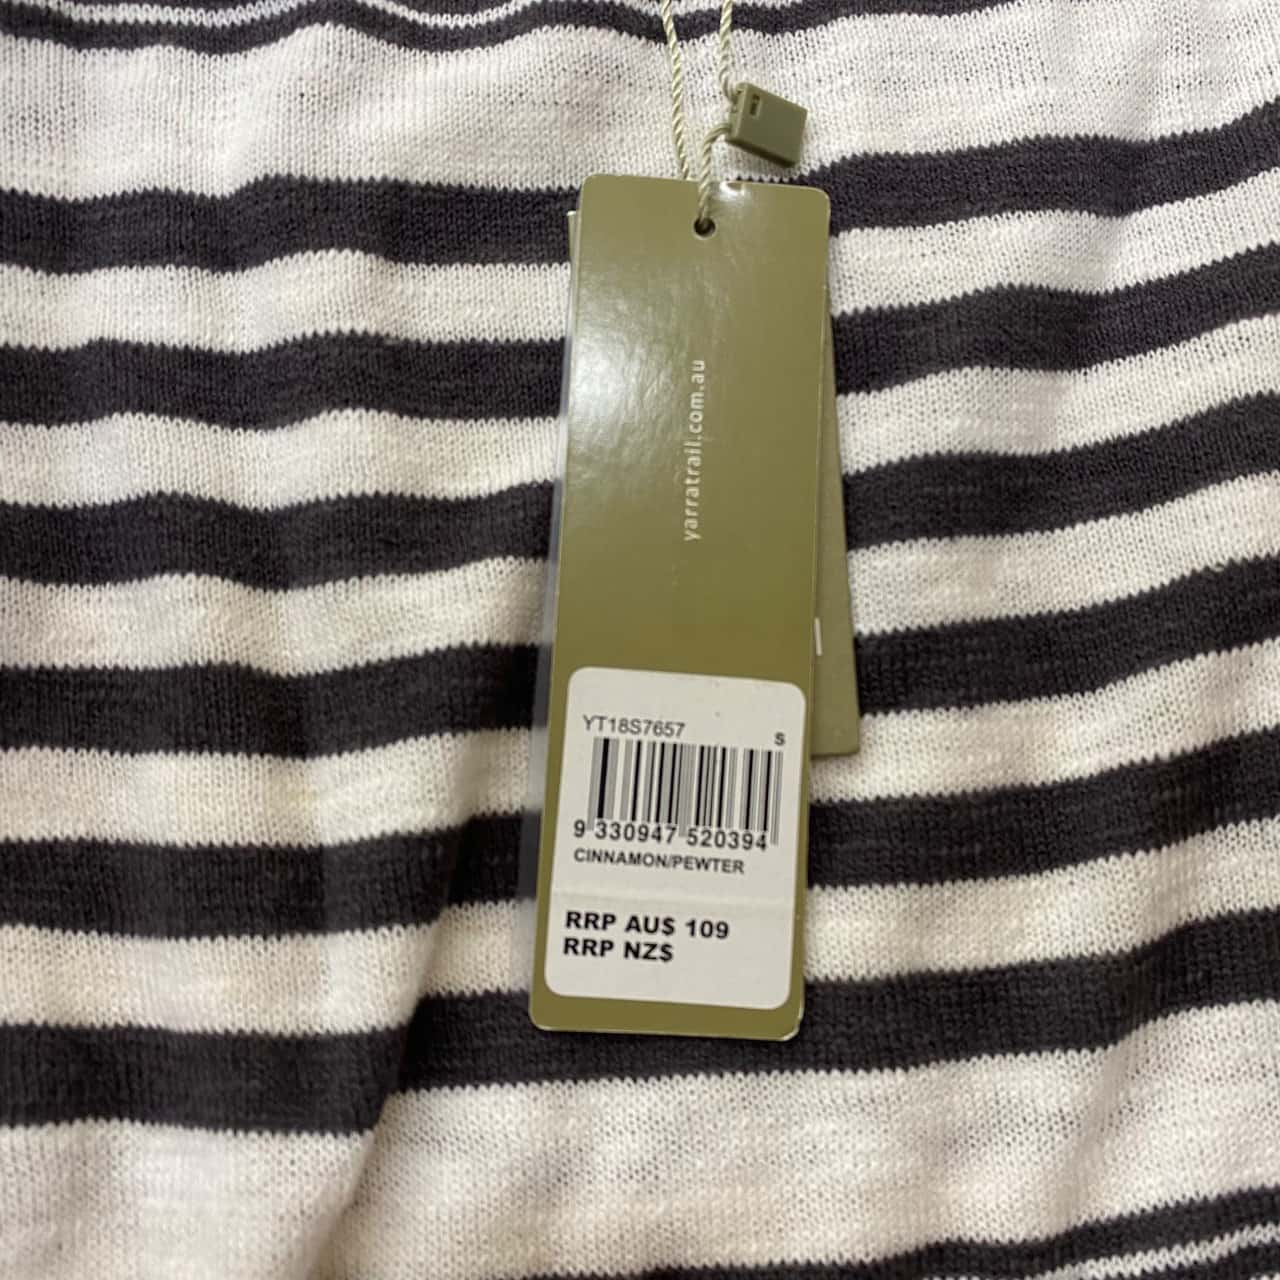 yarratrail.com.au
YT18S7657
S
9 330947 520394
CINNAMON/PEWTER
RRP AU$ 109
RRP NZ$